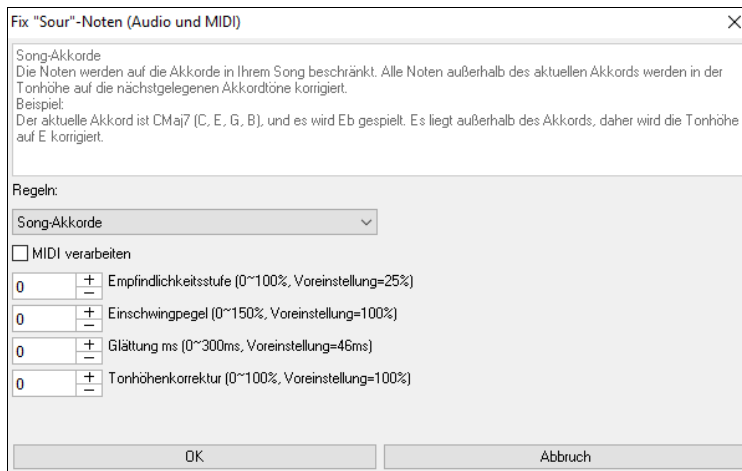 Fix "Sour"-Noten (Audio und MIDI)
Song-Akkorde
Die Noten werden auf die Akkorde in Ihrem Song beschränkt. Alle Noten außerhalb des aktuellen Akkords werden in der
Tonhöhe auf die nächstgelegenen Akkordtöne korrigiert.
Beispiel:
Der aktuelle Akkord ist CMaj7 (C, E, G, B), und es wird Eb gespielt. Es liegt außerhalb des Akkords, daher wird die Tonhöhe
auf E korrigiert.
Regeln:
Song-Akkorde
MIDI verarbeiten
0 Empfindlichkeitsstufe (0~100%, Voreinstellung=25%)
0 Einschwingpegel (0~150%, Voreinstellung=100%)
0 Glättung ms (0~300ms, Voreinstellung=46ms)
0 Tonhöhenkorrektur (0~100%, Voreinstellung=100%)
OK Abbruch